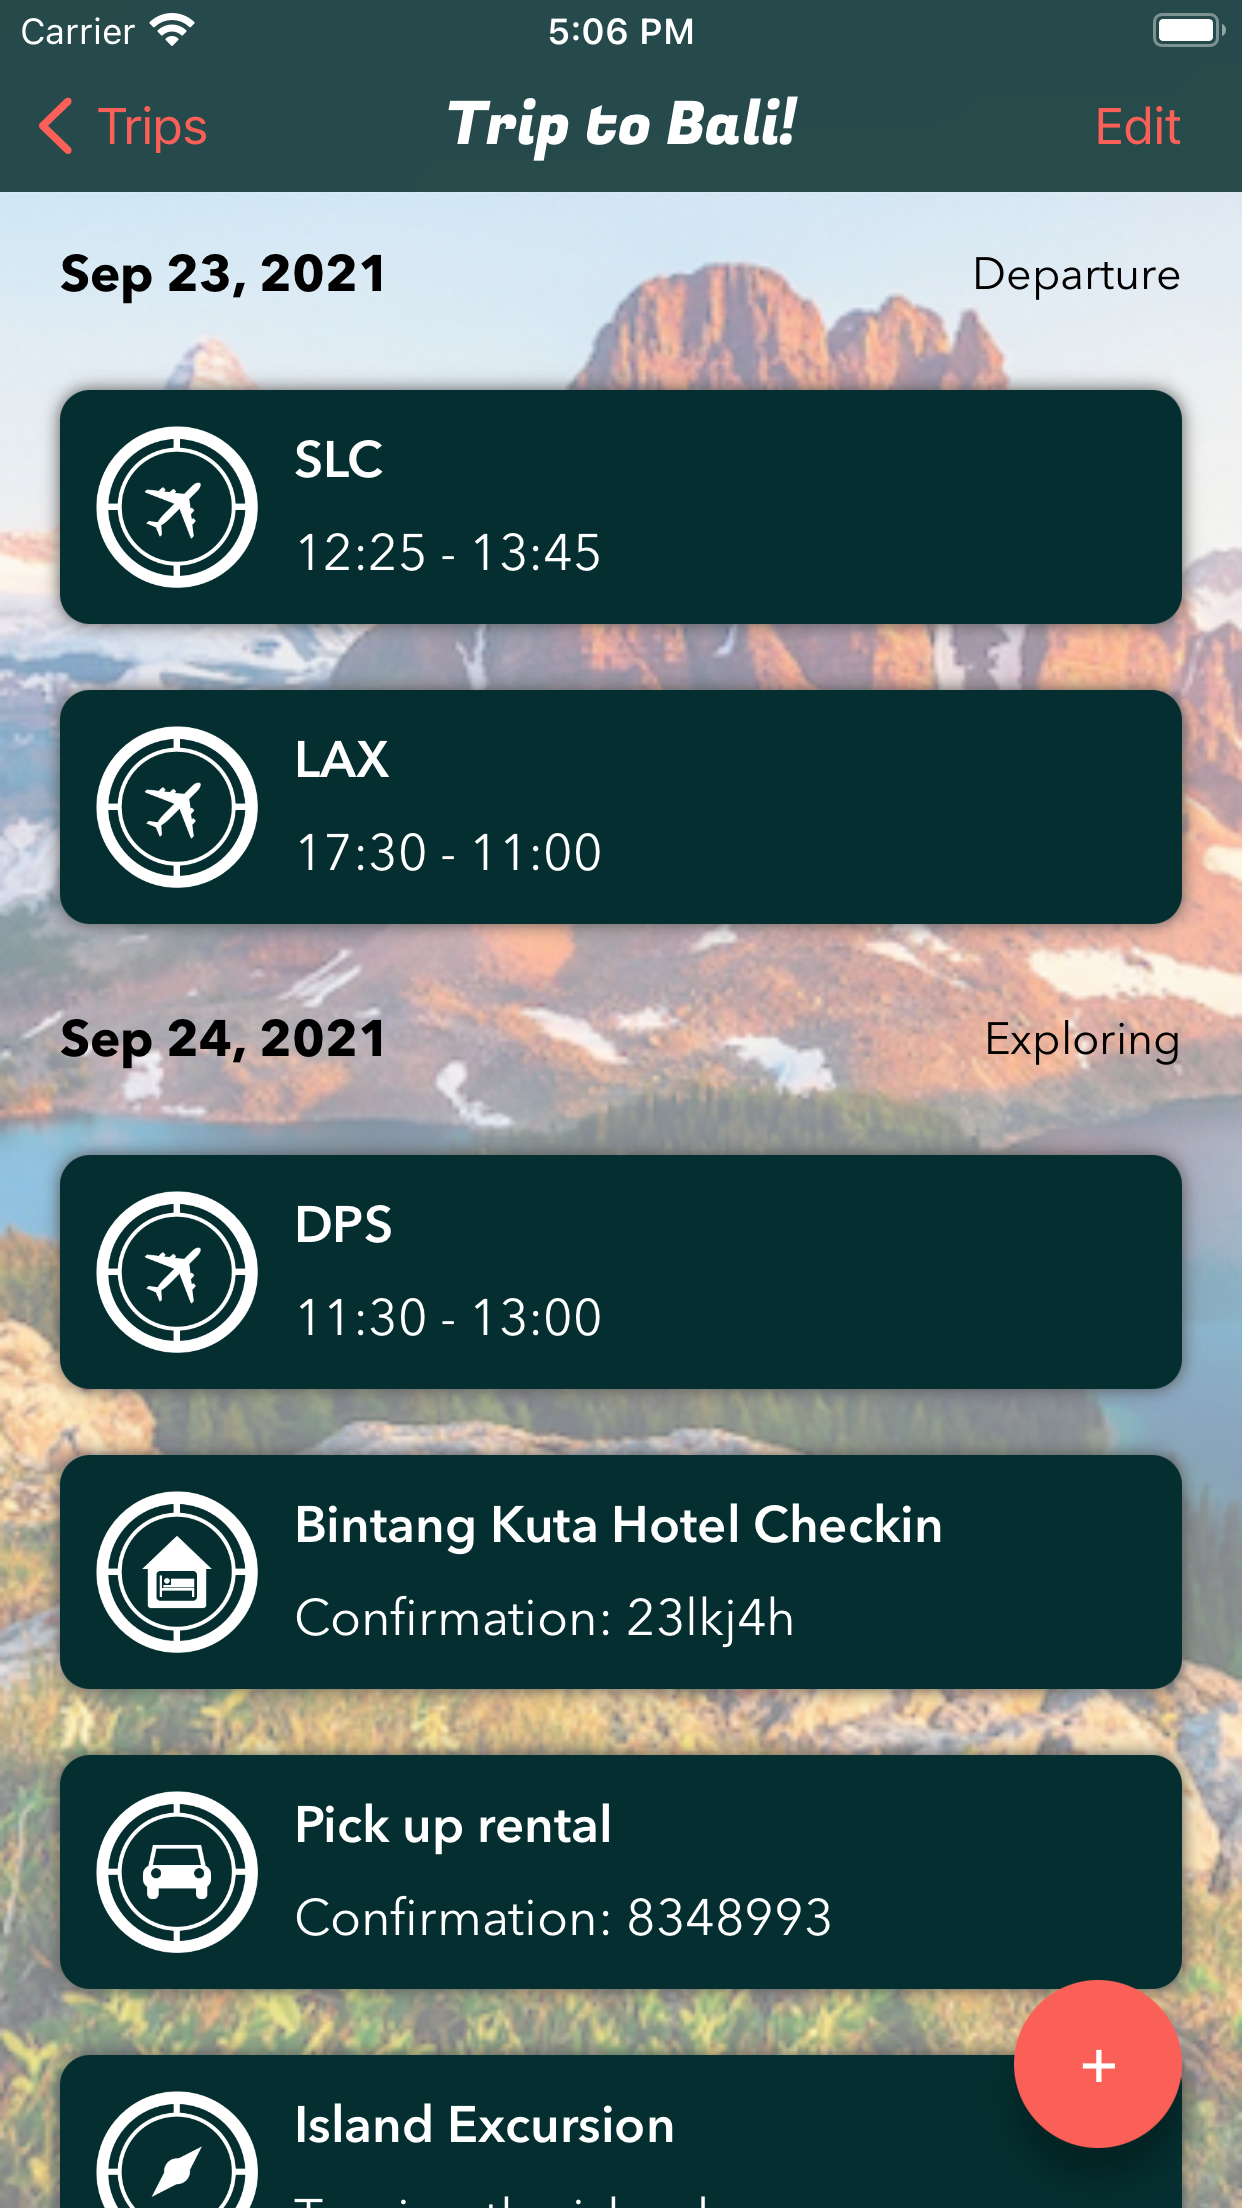 Carrier 5:06 PM
Trips Trip to Bali! Edit
Sep 23, 2021 Departure
SLC
12:25 - 13:45
LAX
17:30 - 11:00
Sep 24, 2021 Exploring
DPS
11:30 - 13:00
Bintang Kuta Hotel Checkin
Confirmation: 23lkj4h
Pick up rental
Confirmation: 8348993
+
Island Excursion